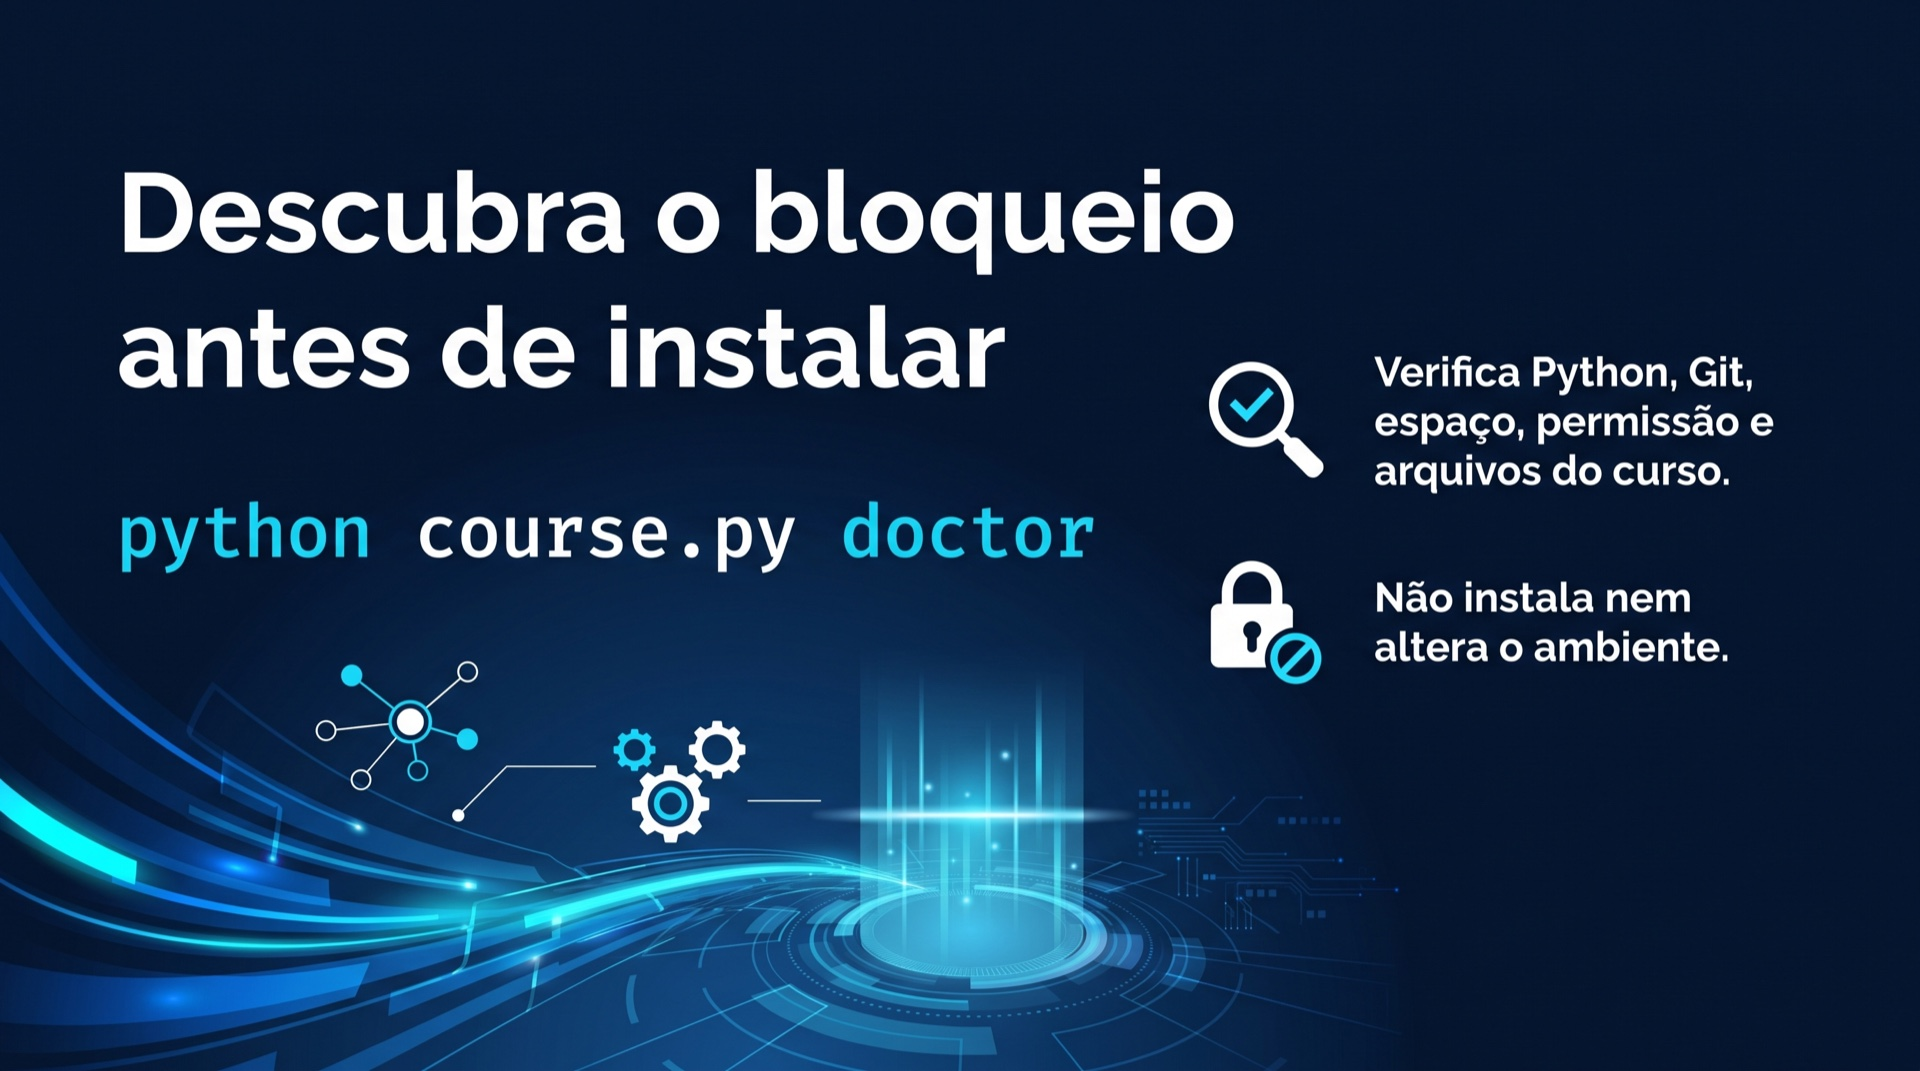 Descubra o bloqueio
antes de instalar
python course.py doctor
Verifica Python, Git,
espaço, permissão e
arquivos do curso.
Não instala nem
altera o ambiente.